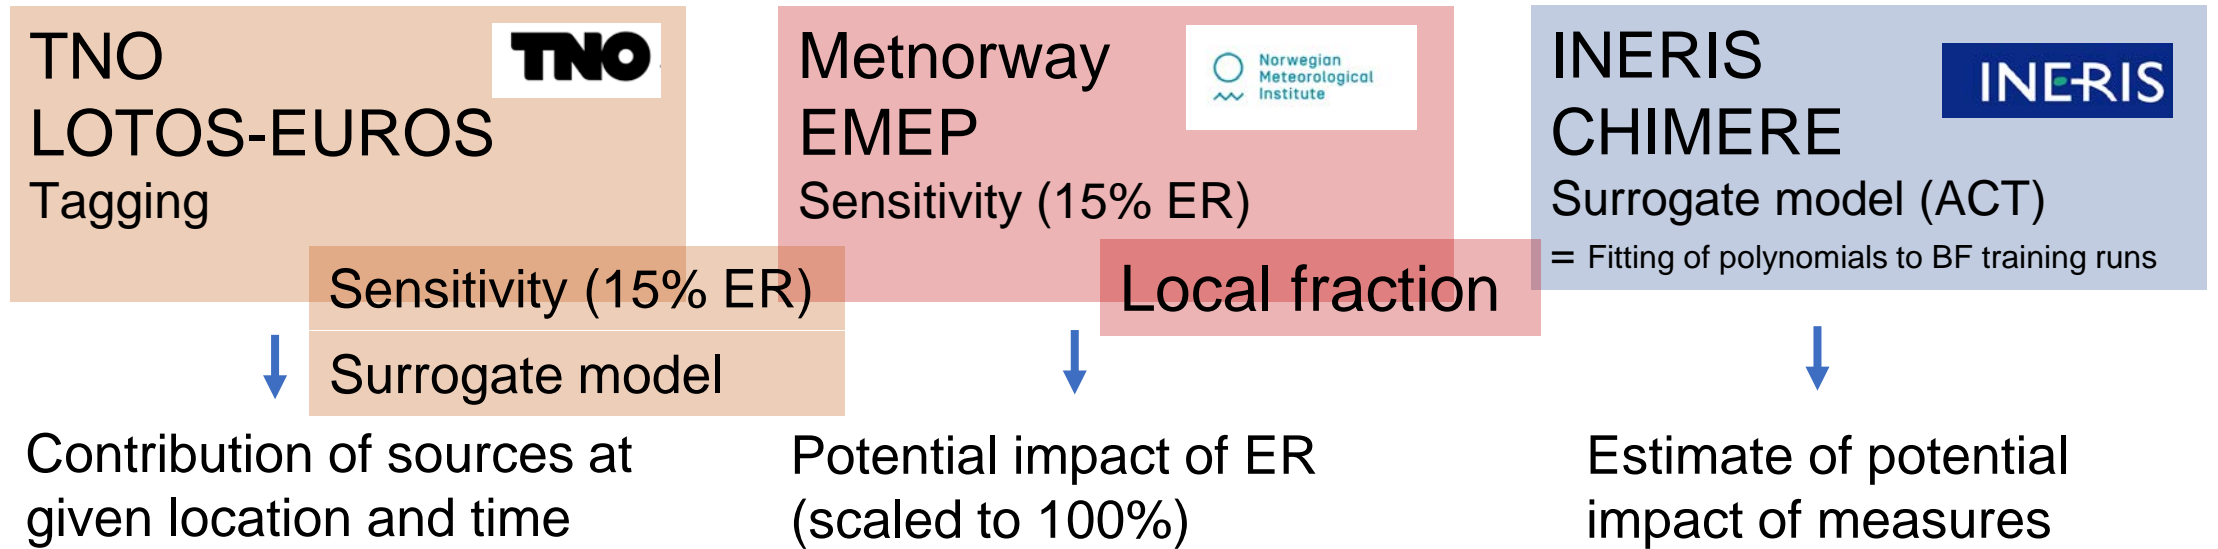 TNO
LOTOS-EUROS
Tagging
TNO
Sensitivity (15% ER)
Surrogate model
Contribution of sources at
given location and time
Metnorway
EMEP
Sensitivity (15% ER)
Norwegian
Meteorological
Institute
Local fraction
Potential impact of ER
(scaled to 100%)
INERIS
CHIMERE
Surrogate model (ACT)
= Fitting of polynomials to BF training runs
INERIS
Estimate of potential
impact of measures